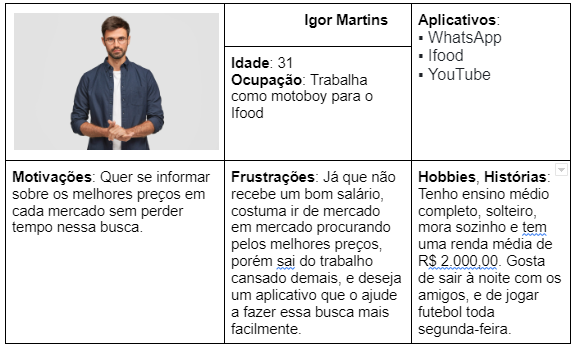 Igor Martins
Idade: 31
Ocupação: Trabalha
como motoboy para o
Ifood
Aplicativos:
▪ WhatsApp
▪ Ifood
▪ YouTube
Motivações: Quer se informar
sobre os melhores preços em
cada mercado sem perder
tempo nessa busca.
Frustrações: Já que não
recebe um bom salário,
costuma ir de mercado
em mercado procurando
pelos melhores preços,
porém sai do trabalho
cansado demais, e deseja
um aplicativo que o ajude
a fazer essa busca mais
facilmente.
Hobbies, Histórias:
Tenho ensino médio
completo, solteiro,
mora sozinho e tem
uma renda média de
R$ 2.000,00. Gosta
de sair à noite com os
amigos, e de jogar
futebol toda
segunda-feira.